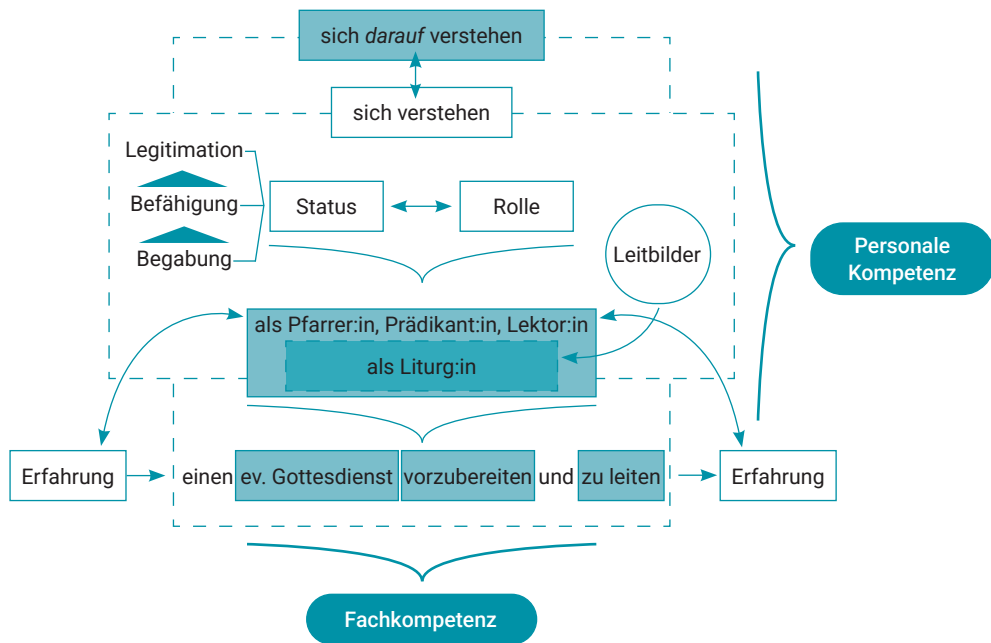 sich darauf verstehen
sich verstehen
Legitimation
Befähigung
Begabung
Status
Rolle
Leitbilder
Personale
Kompetenz
als Pfarrer:in, Prädikant:in, Lektor:in
als Liturg:in
Erfahrung
einen ev. Gottesdienst vorzubereiten und zu leiten
Erfahrung
Fachkompetenz